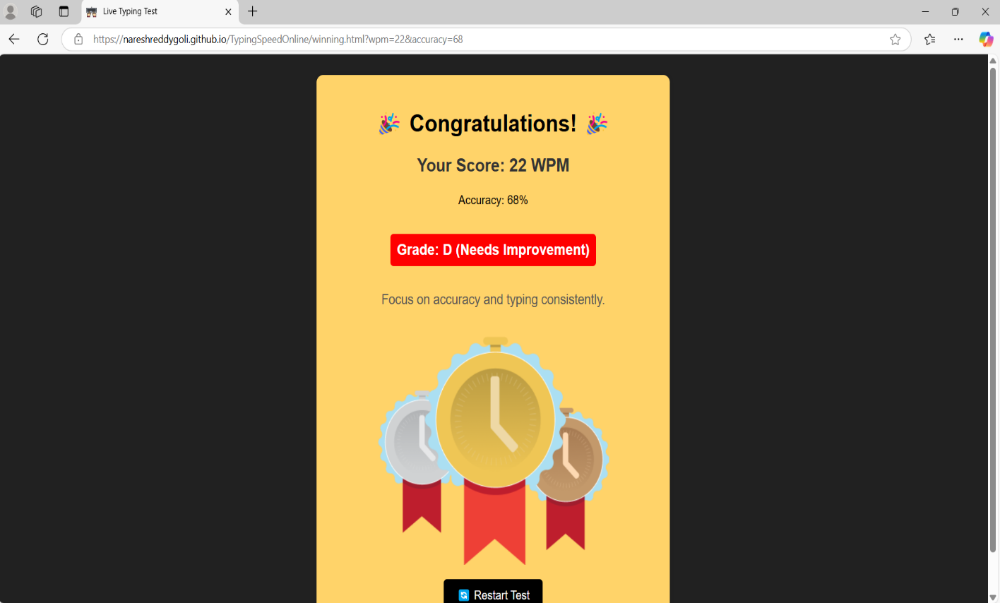 Live Typing Test
https://nareshreddygoli.github.io/TypingSpeedOnline/winning.html?wpm=22&accuracy=68
🎉 Congratulations! 🎉
Your Score: 22 WPM
Accuracy: 68%
Grade: D (Needs Improvement)
Focus on accuracy and typing consistently.
🔄 Restart Test